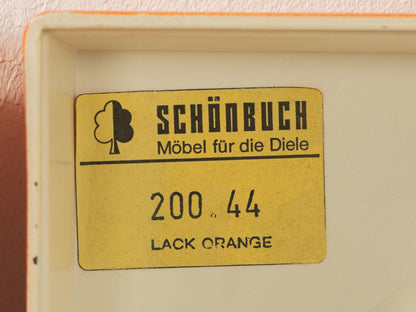 SCHÖNBUCH
Möbel für die Diele
200.44
LACK ORANGE